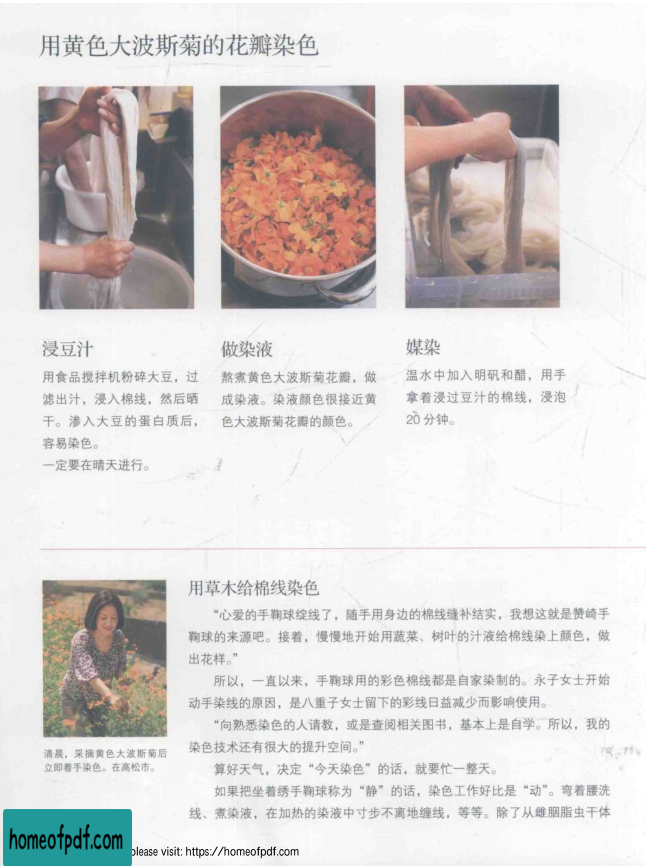 用黄色大波斯菊的花瓣染色
浸豆汁
用食品搅拌机粉碎大豆，过
滤出汁，浸入棉线，然后晒
干。渗入大豆的蛋白质后，
容易染色。
一定要在晴天进行。
做染液
熬煮黄色大波斯菊花瓣，做
成染液。染液颜色很接近黄
色大波斯菊花瓣的颜色。
媒染
温水中加入明矾和醋，用手
拿着浸过豆汁的棉线，浸泡
20 分钟。
用草木给棉线染色
“心爱的手鞠球绽线了，随手用身边的棉线缝补结实，我想这就是赞崎手
鞠球的来源吧。接着，慢慢地开始用蔬菜、树叶的汁液给棉线染上颜色，做
出花样。”
所以，一直以来，手鞠球用的彩色棉线都是自家染制的。永子女士开始
动手染线的原因，是八重子女士留下的彩线日益减少而影响使用。
“向熟悉染色的人请教，或是查阅相关图书，基本上是自学。所以，我的
染色技术还有很大的提升空间。”
算好天气，决定“今天染色”的话，就要忙一整天。
如果把坐着绣手鞠球称为“静”的话，染色工作好比是“动”。弯着腰洗
线、煮染液，在加热的染液中寸步不离地缠线，等等。除了从雌胭脂虫干体
清晨，采摘黄色大波斯菊后
立即着手染色。在高松市。
homeofpdf.com
please visit: https://homeofpdf.com